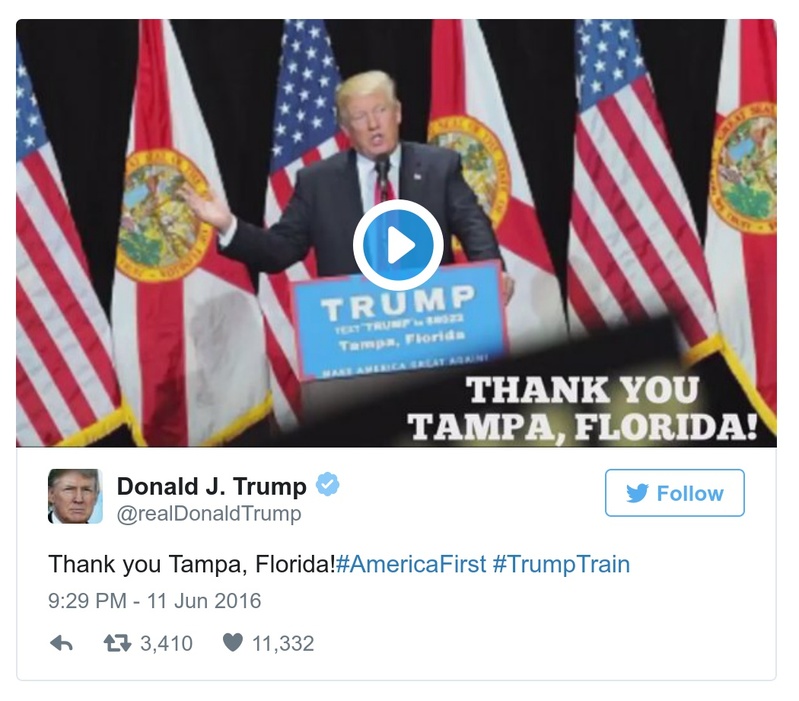 TRUMP
TEXT "TRUMP" to 88022
Tampa, Florida
MAKE AMERICA GREAT AGAIN!
THANK YOU
TAMPA, FLORIDA!
Donald J. Trump
@realDonaldTrump
Follow
Thank you Tampa, Florida!#AmericaFirst #TrumpTrain
9:29 PM - 11 Jun 2016
3,410 11,332